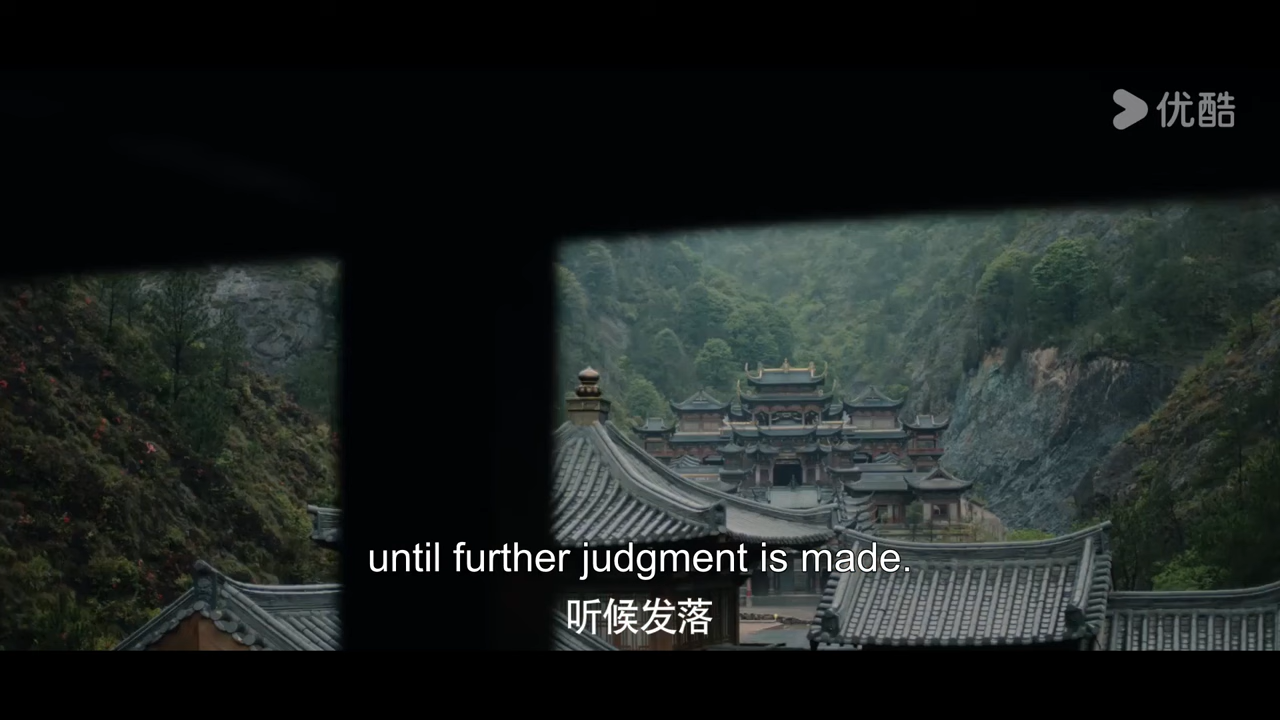 优酷
until further judgment is made.
听候发落